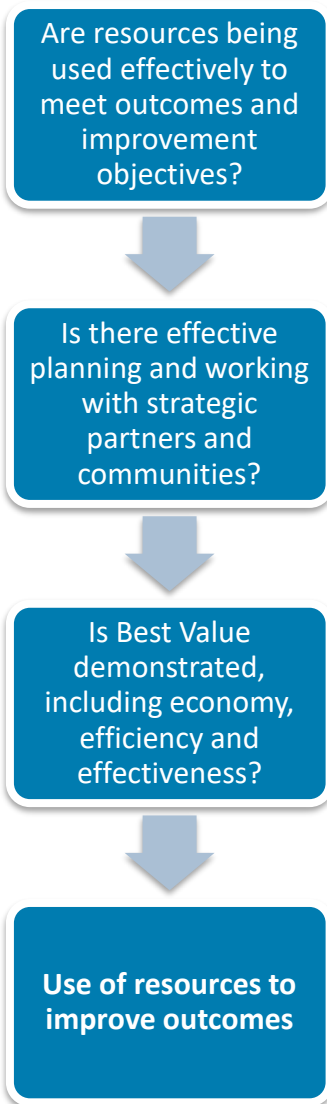 Are resources being
used effectively to
meet outcomes and
improvement
objectives?
Is there effective
planning and working
with strategic
partners and
communities?
Is Best Value
demonstrated,
including economy,
efficiency and
effectiveness?
Use of resources to
improve outcomes